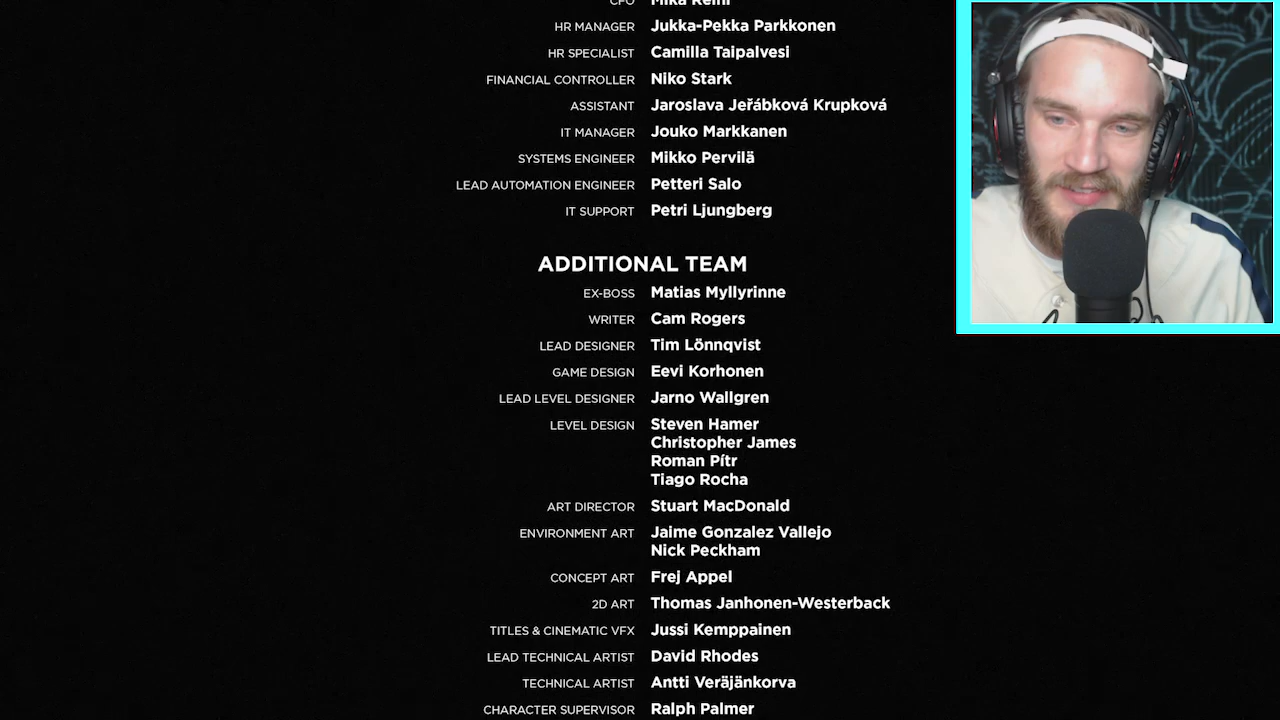 CFO Mika Reini
HR MANAGER Jukka-Pekka Parkkonen
HR SPECIALIST Camilla Taipalvesi
FINANCIAL CONTROLLER Niko Stark
ASSISTANT Jaroslava Jeřábková Krupková
IT MANAGER Jouko Markkanen
SYSTEMS ENGINEER Mikko Pervilä
LEAD AUTOMATION ENGINEER Petteri Salo
IT SUPPORT Petri Ljungberg
ADDITIONAL TEAM
EX-BOSS Matias Myllyrinne
WRITER Cam Rogers
LEAD DESIGNER Tim Lönnqvist
GAME DESIGN Eevi Korhonen
LEAD LEVEL DESIGNER Jarno Wallgren
LEVEL DESIGN Steven Hamer
Christopher James
Roman Pítr
Tiago Rocha
ART DIRECTOR Stuart MacDonald
ENVIRONMENT ART Jaime Gonzalez Vallejo
Nick Peckham
CONCEPT ART Frej Appel
2D ART Thomas Janhonen-Westerback
TITLES & CINEMATIC VFX Jussi Kemppainen
LEAD TECHNICAL ARTIST David Rhodes
TECHNICAL ARTIST Antti Veräjänkorva
CHARACTER SUPERVISOR Ralph Palmer